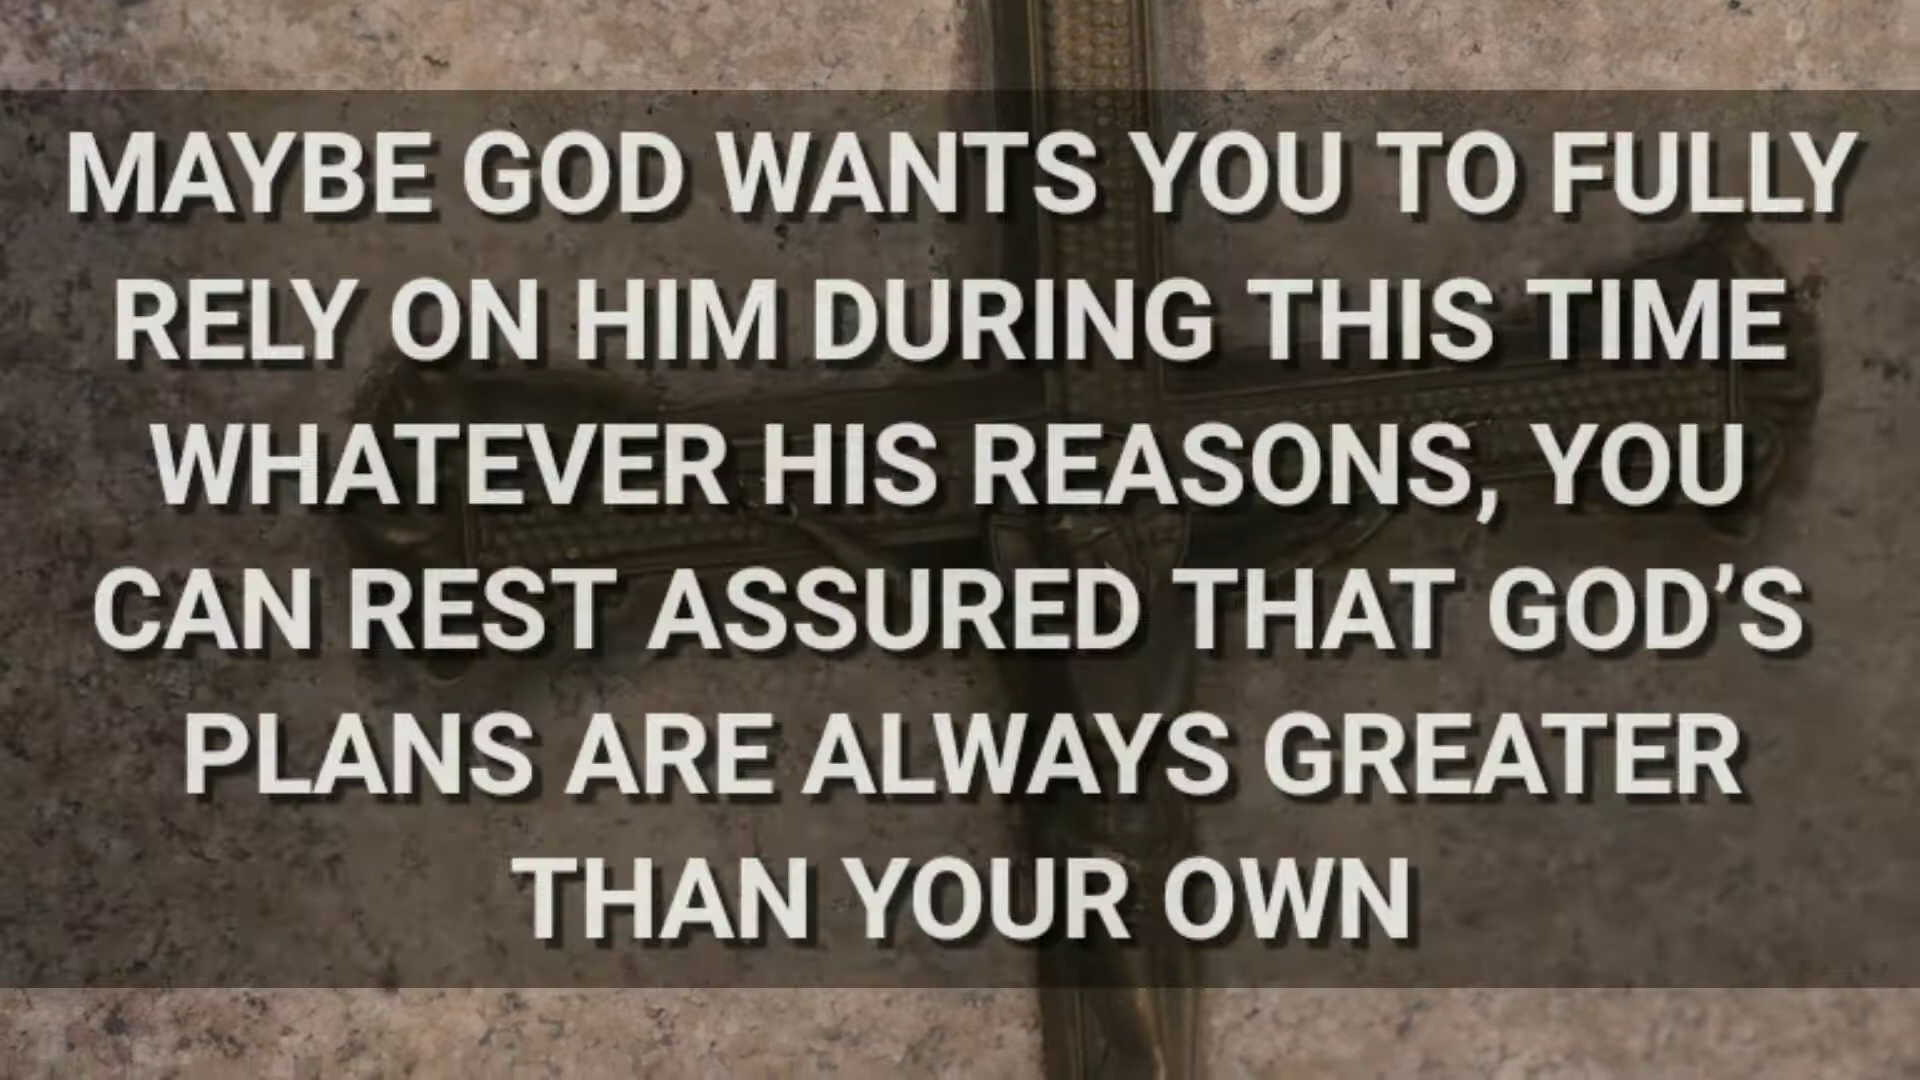 MAYBE GOD WANTS YOU TO FULLY
RELY ON HIM DURING THIS TIME
WHATEVER HIS REASONS, YOU
CAN REST ASSURED THAT GOD’S
PLANS ARE ALWAYS GREATER
THAN YOUR OWN